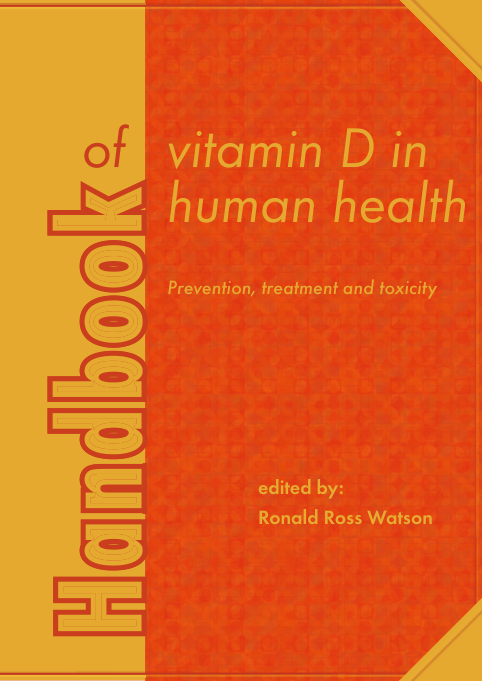 Handbook
of
vitamin D in
human health
Prevention, treatment and toxicity
edited by:
Ronald Ross Watson